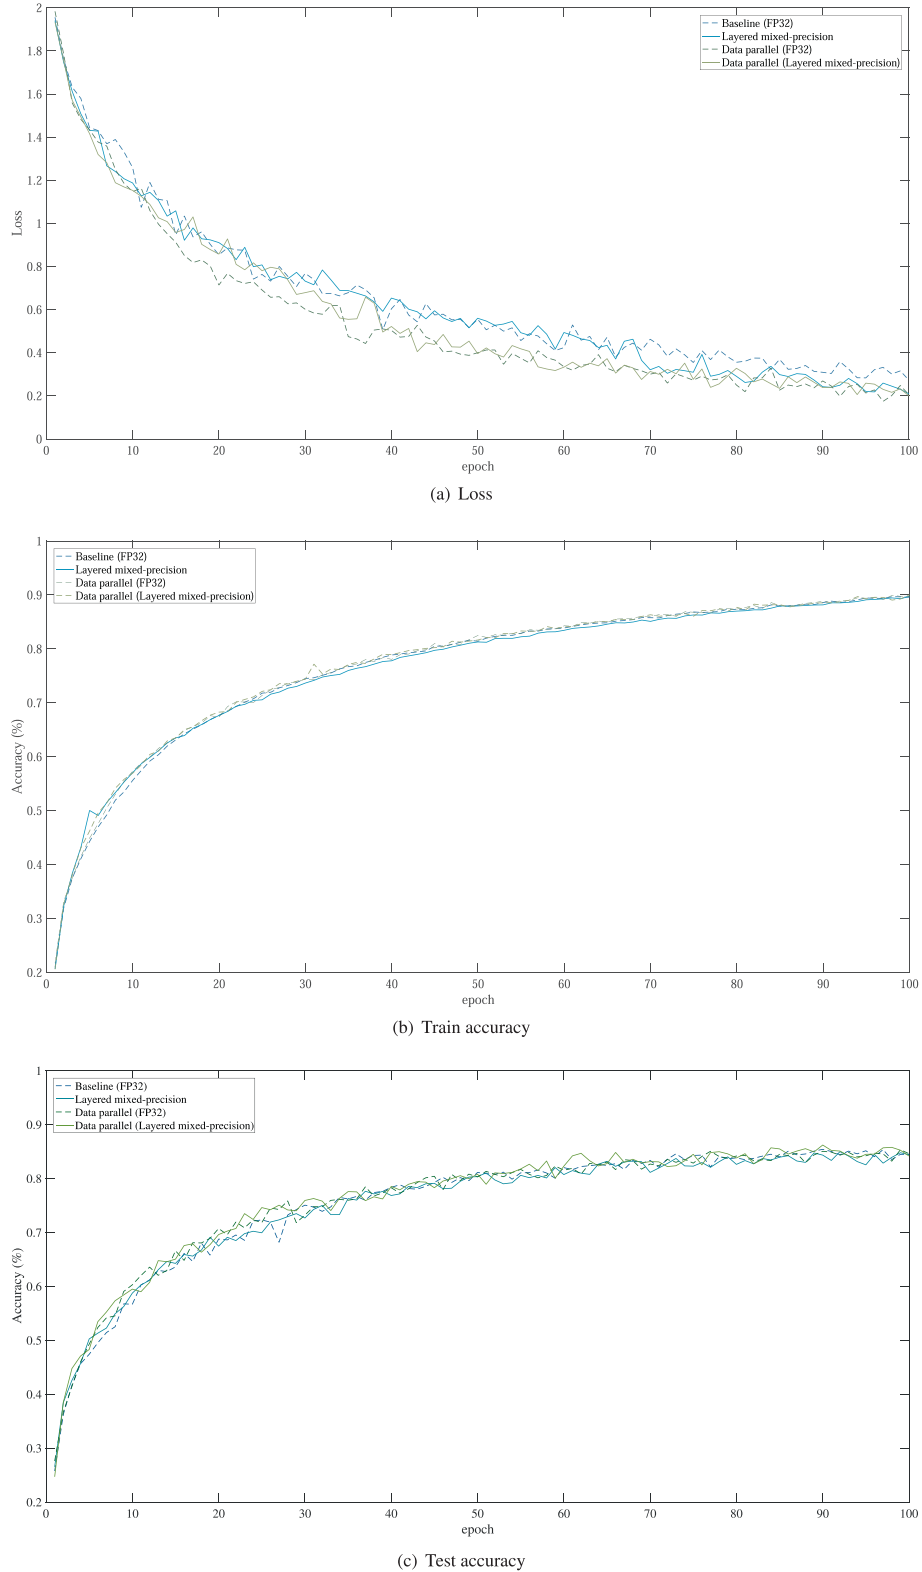 2
1.8
1.6
1.4
1.2
1
0.8
0.6
0.4
0.2
0
Loss
Baseline (FP32)
Layered mixed-precision
Data parallel (FP32)
Data parallel (Layered mixed-precision)
0 10 20 30 40 50 60 70 80 90 100
epoch
(a) Loss
1
0.9
0.8
0.7
0.6
0.5
0.4
0.3
0.2
Accuracy (%)
Baseline (FP32)
Layered mixed-precision
Data parallel (FP32)
Data parallel (Layered mixed-precision)
0 10 20 30 40 50 60 70 80 90 100
epoch
(b) Train accuracy
1
0.9
0.8
0.7
0.6
0.5
0.4
0.3
0.2
Accuracy (%)
Baseline (FP32)
Layered mixed-precision
Data parallel (FP32)
Data parallel (Layered mixed-precision)
0 10 20 30 40 50 60 70 80 90 100
epoch
(c) Test accuracy